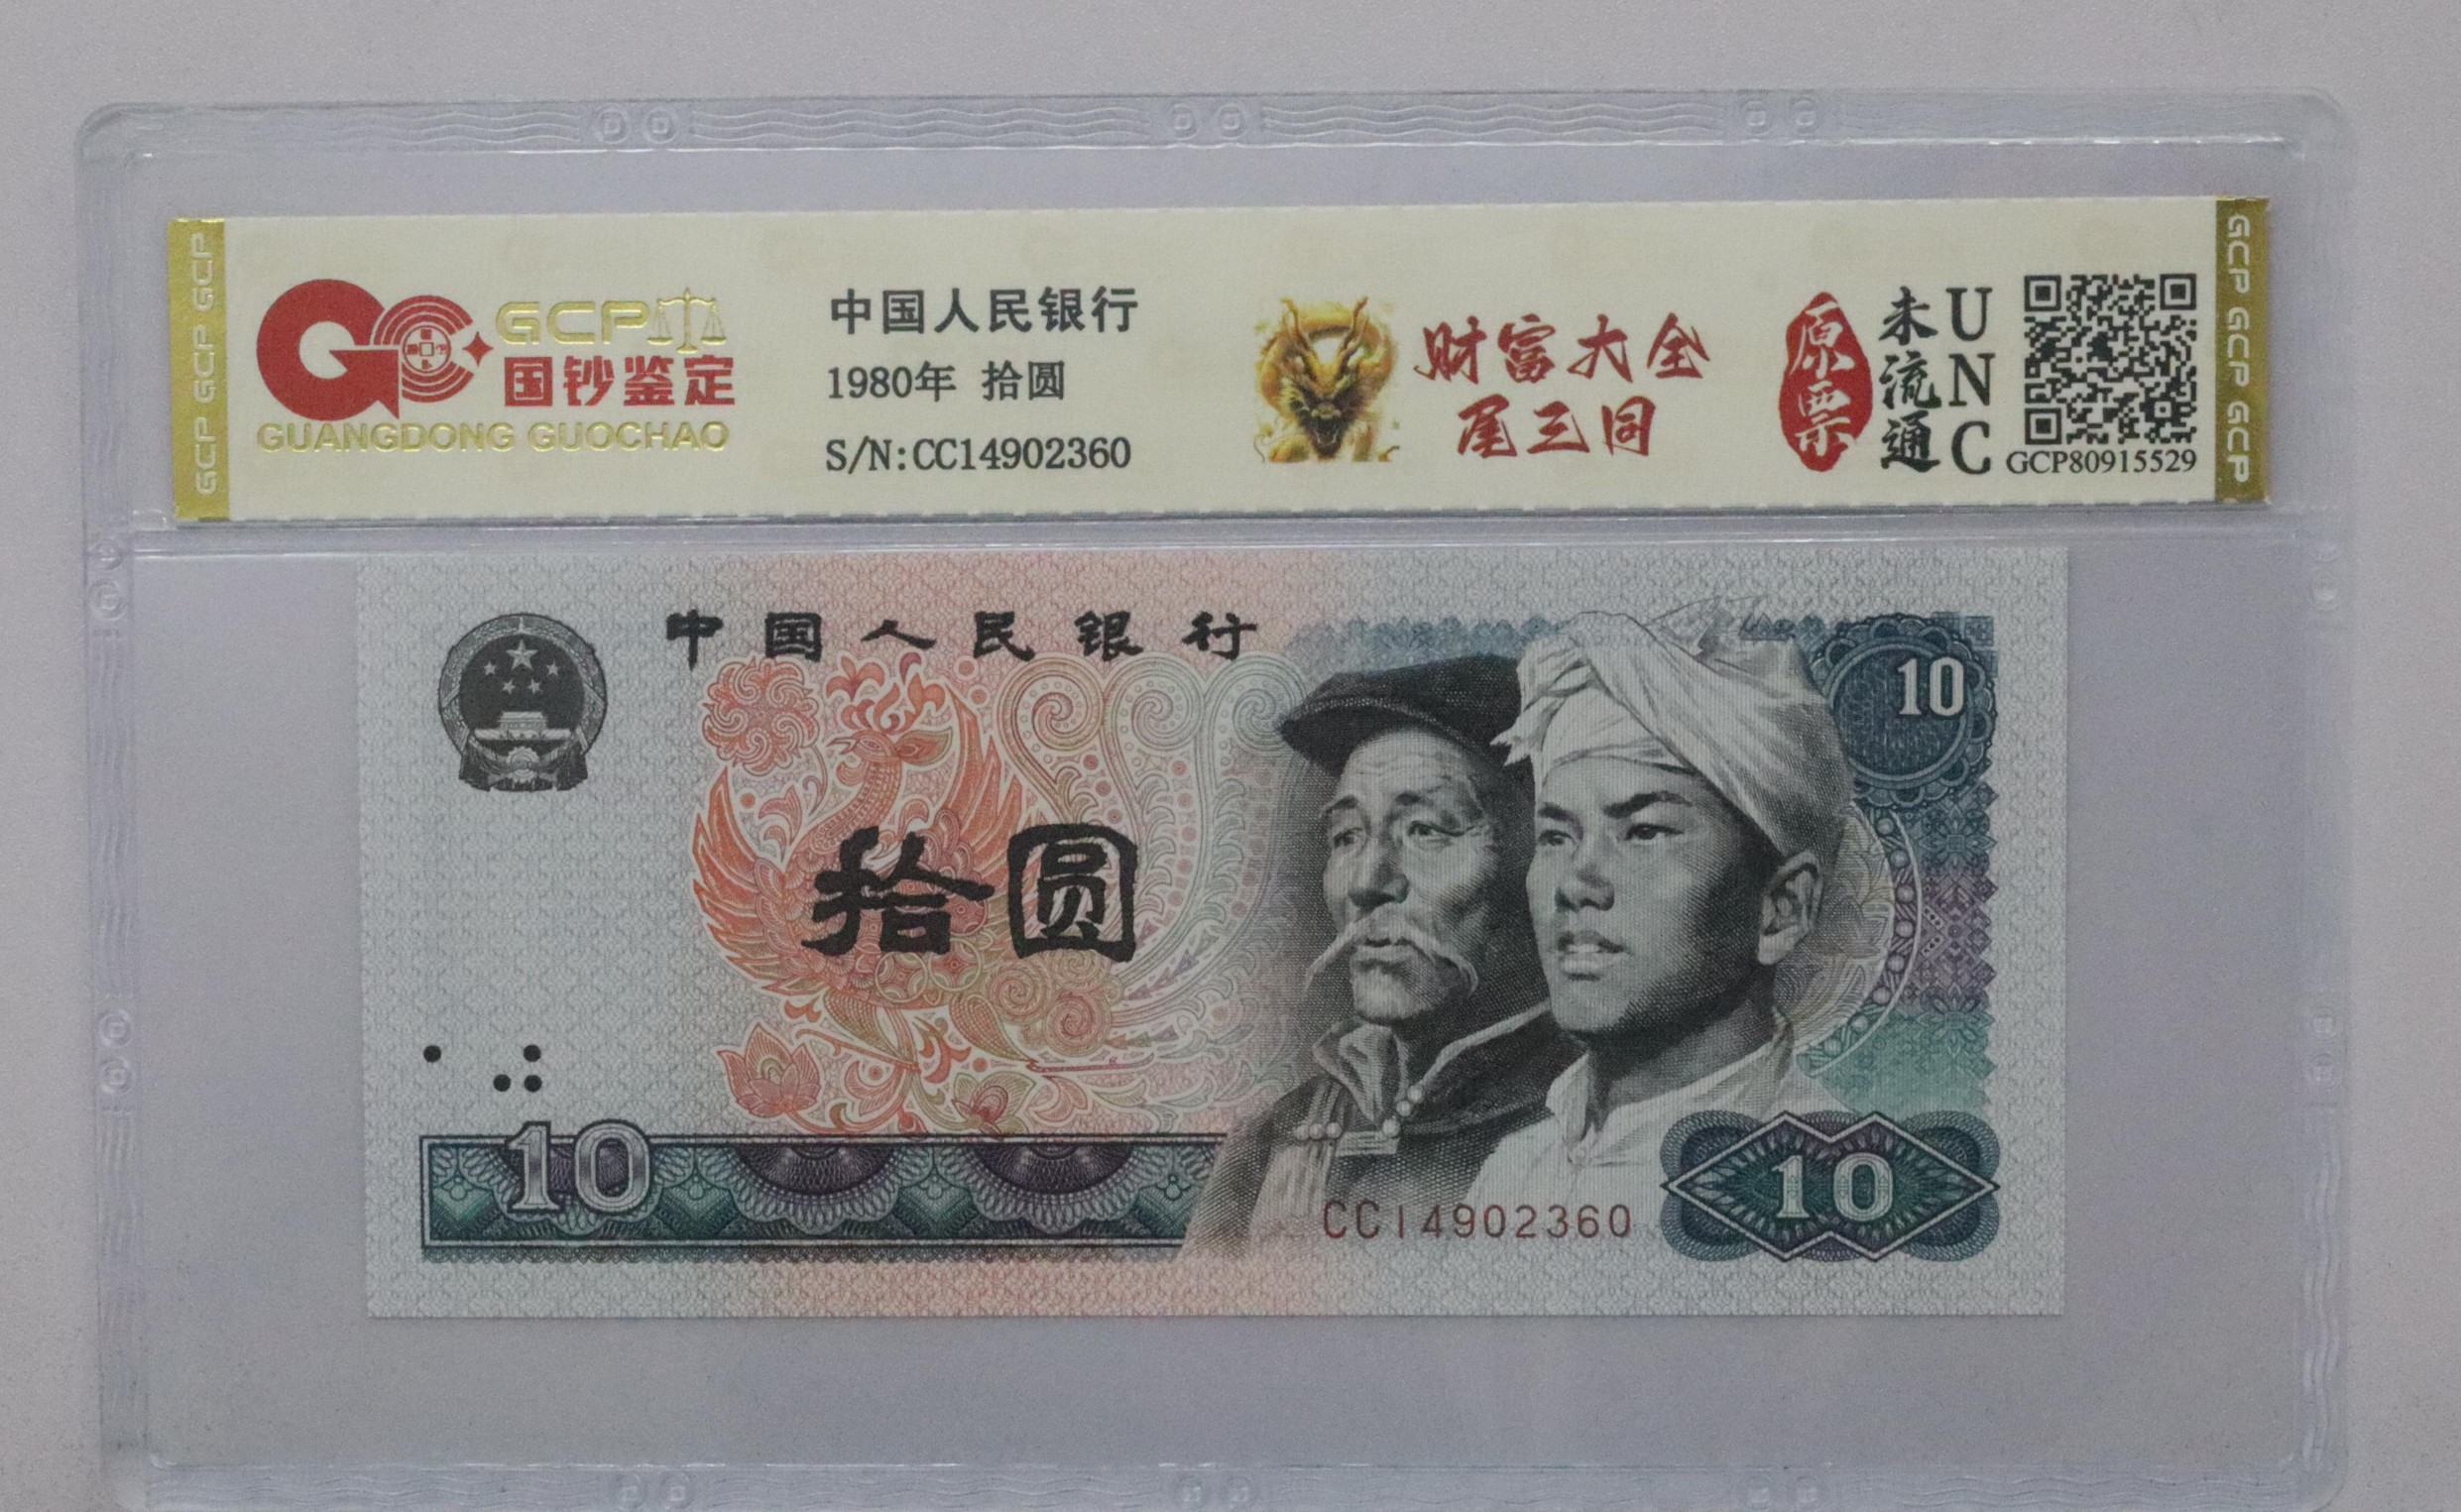 GCP GCP GCP
GCP
国钞鉴定
GUANGDONG GUOCHAO
中国人民银行
1980年 拾圆
S/N:CC14902360
财富大全
尾三同
原票
未流通
UNC
GCP80915529
GCP GCP GCP
中国人民银行
10
拾圆
10
CC14902360
10